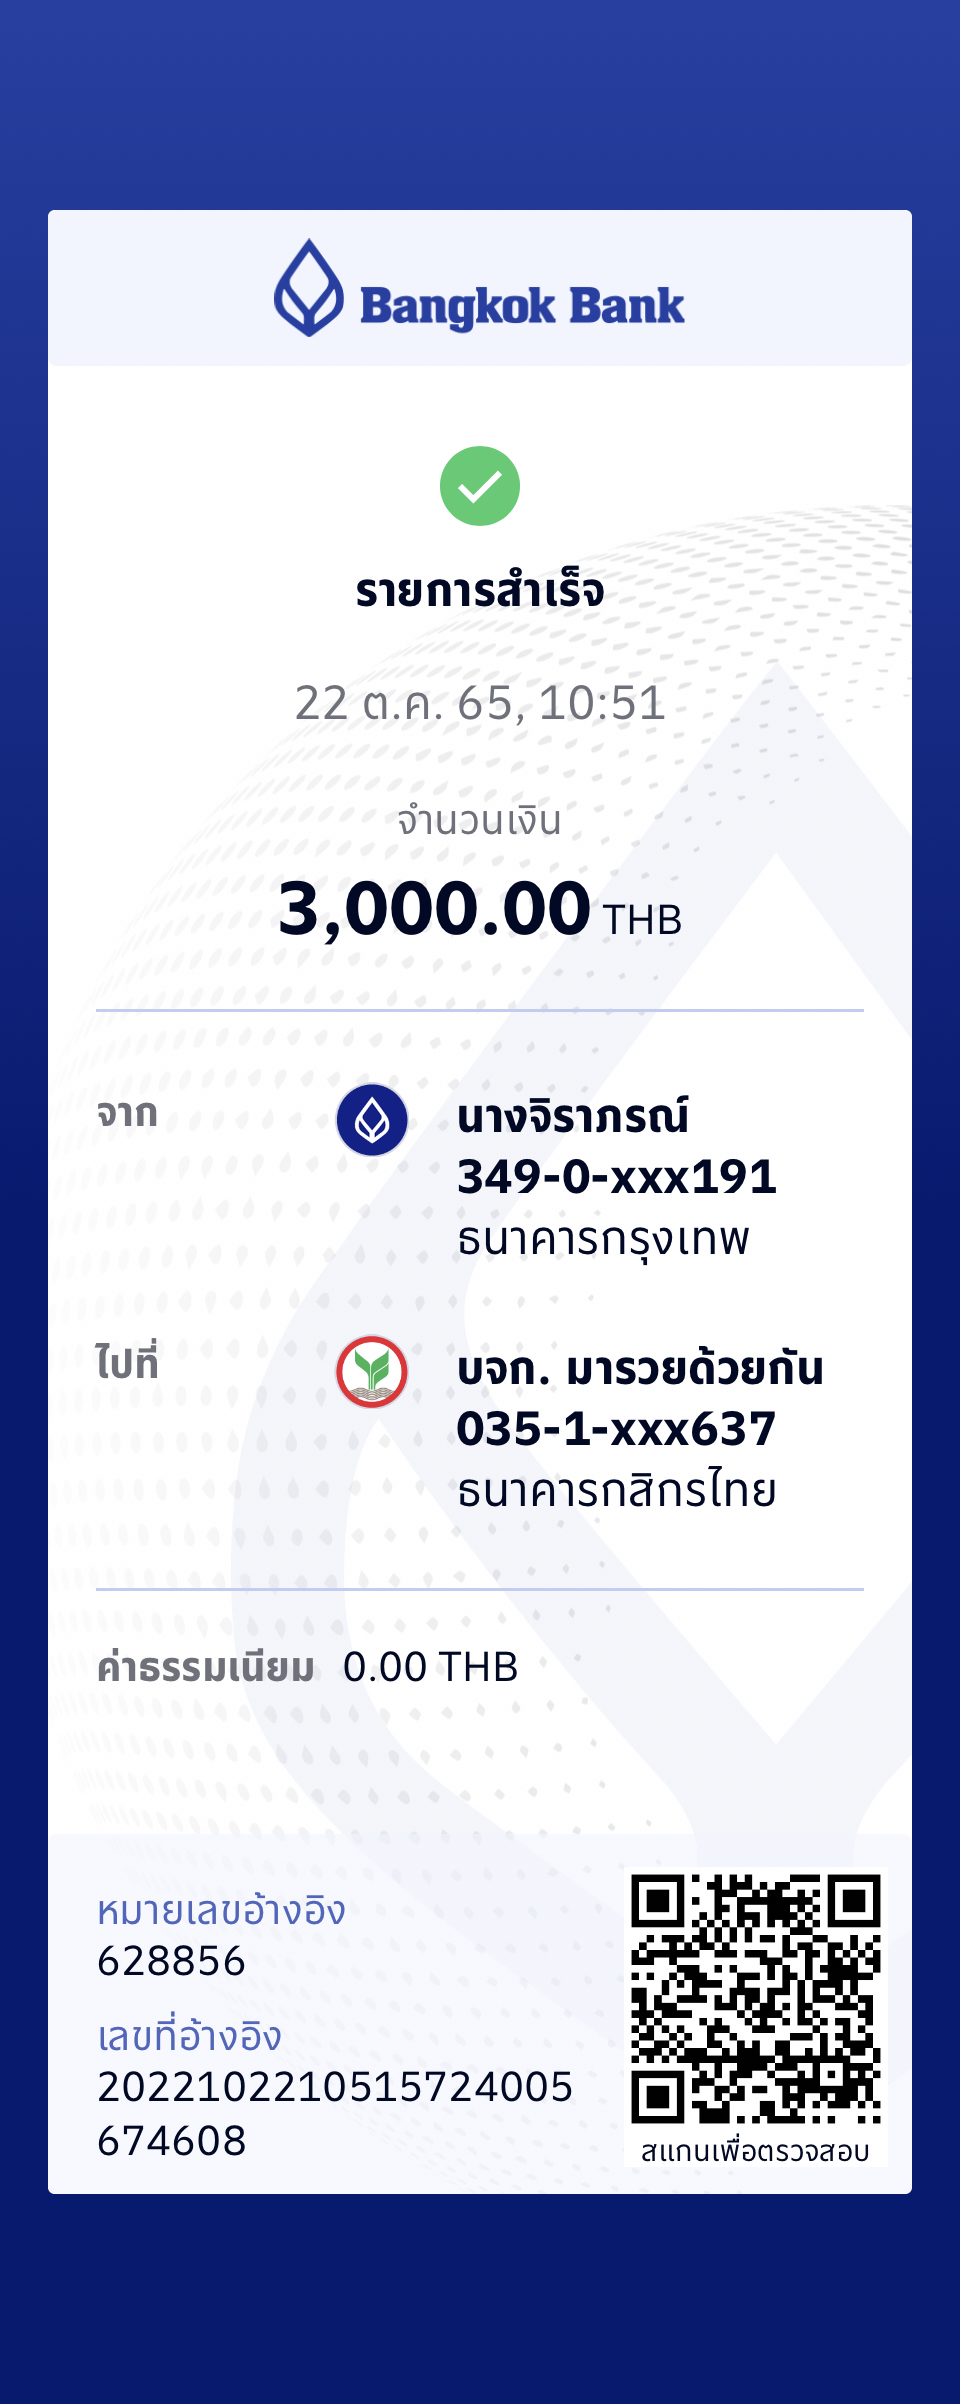 Bangkok Bank
รายการสำเร็จ
22 ต.ค. 65, 10:51
จำนวนเงิน
3,000.00 THB
จาก
นางจิราภรณ์
349-0-xxx191
ธนาคารกรุงเทพ
ไปที่
บจก. มารวยด้วยกัน
035-1-xxx637
ธนาคารกสิกรไทย
ค่าธรรมเนียม 0.00 THB
หมายเลขอ้างอิง
628856
เลขที่อ้างอิง
2022102210515724005
674608
สแกนเพื่อตรวจสอบ